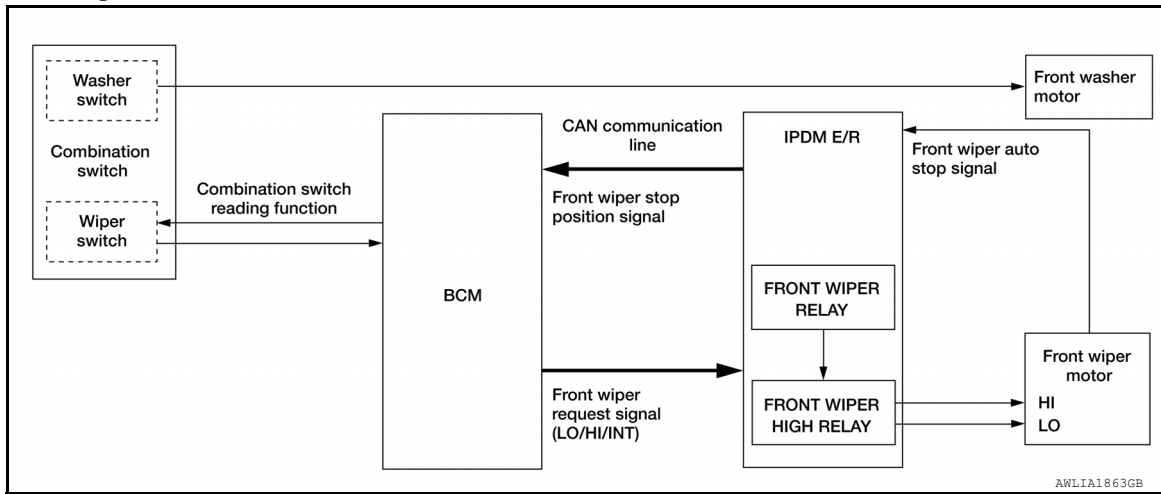 Washer
switch
Combination
switch
Wiper
switch
Combination switch
reading function
BCM
CAN communication
line
Front wiper stop
position signal
Front wiper
request signal
(LO/HI/INT)
IPDM E/R
FRONT WIPER
RELAY
FRONT WIPER
HIGH RELAY
Front washer
motor
Front wiper auto
stop signal
Front wiper
motor
HI
LO
AWLIA1863GB